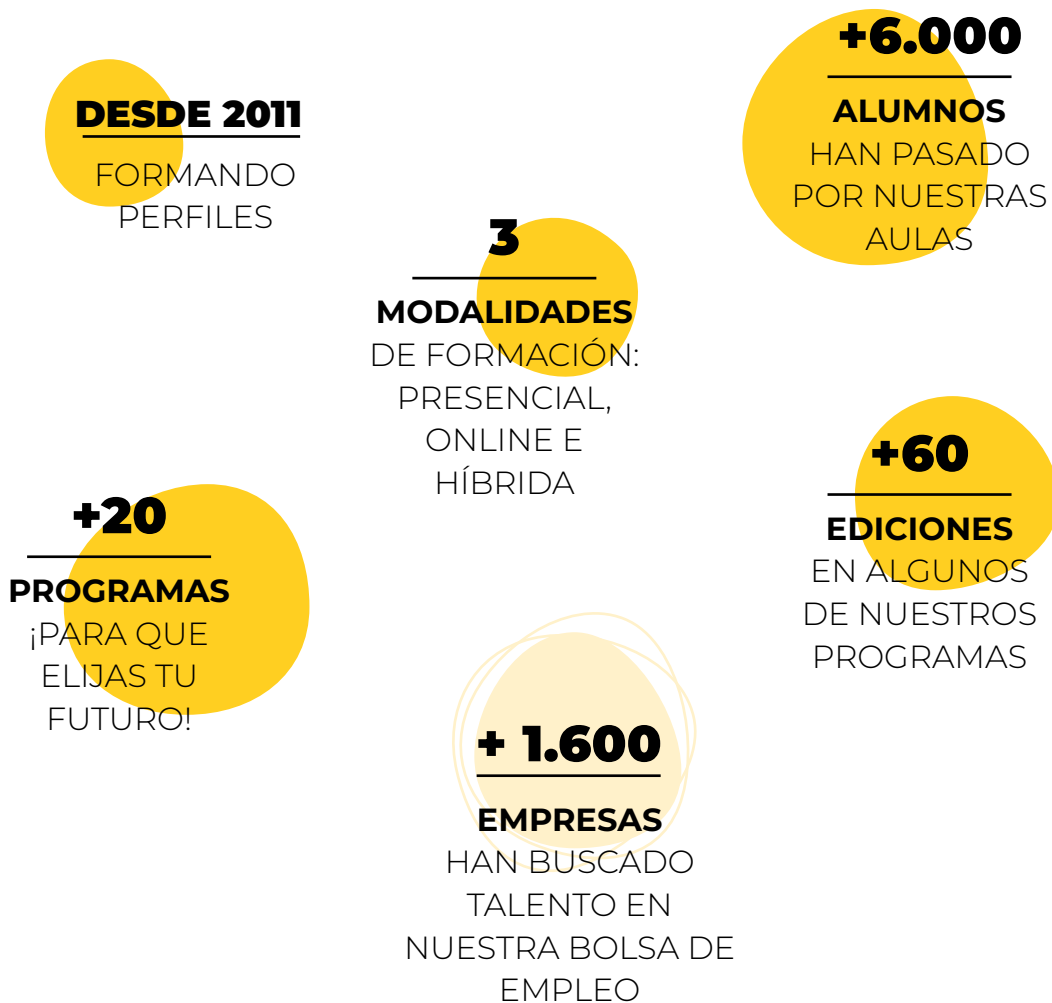 DESDE 2011
FORMANDO
PERFILES
+6.000
ALUMNOS
HAN PASADO
POR NUESTRAS
AULAS
3
MODALIDADES
DE FORMACIÓN:
PRESENCIAL,
ONLINE E
HÍBRIDA
+60
EDICIONES
EN ALGUNOS
DE NUESTROS
PROGRAMAS
+20
PROGRAMAS
¡PARA QUE
ELIJAS TU
FUTURO!
+ 1.600
EMPRESAS
HAN BUSCADO
TALENTO EN
NUESTRA BOLSA DE
EMPLEO